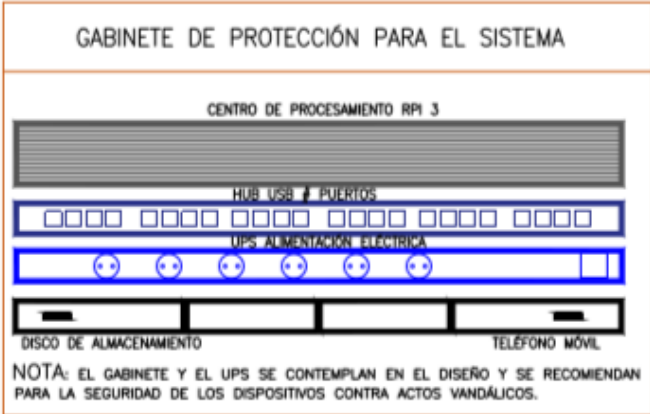 GABINETE DE PROTECCIÓN PARA EL SISTEMA
CENTRO DE PROCESAMIENTO RPI 3
HUB USB # PUERTOS
UPS ALIMENTACIÓN ELÉCTRICA
DISCO DE ALMACENAMIENTO
TELÉFONO MÓVIL
NOTA: EL GABINETE Y EL UPS SE CONTEMPLAN EN EL DISEÑO Y SE RECOMIENDAN
PARA LA SEGURIDAD DE LOS DISPOSITIVOS CONTRA ACTOS VANDÁLICOS.